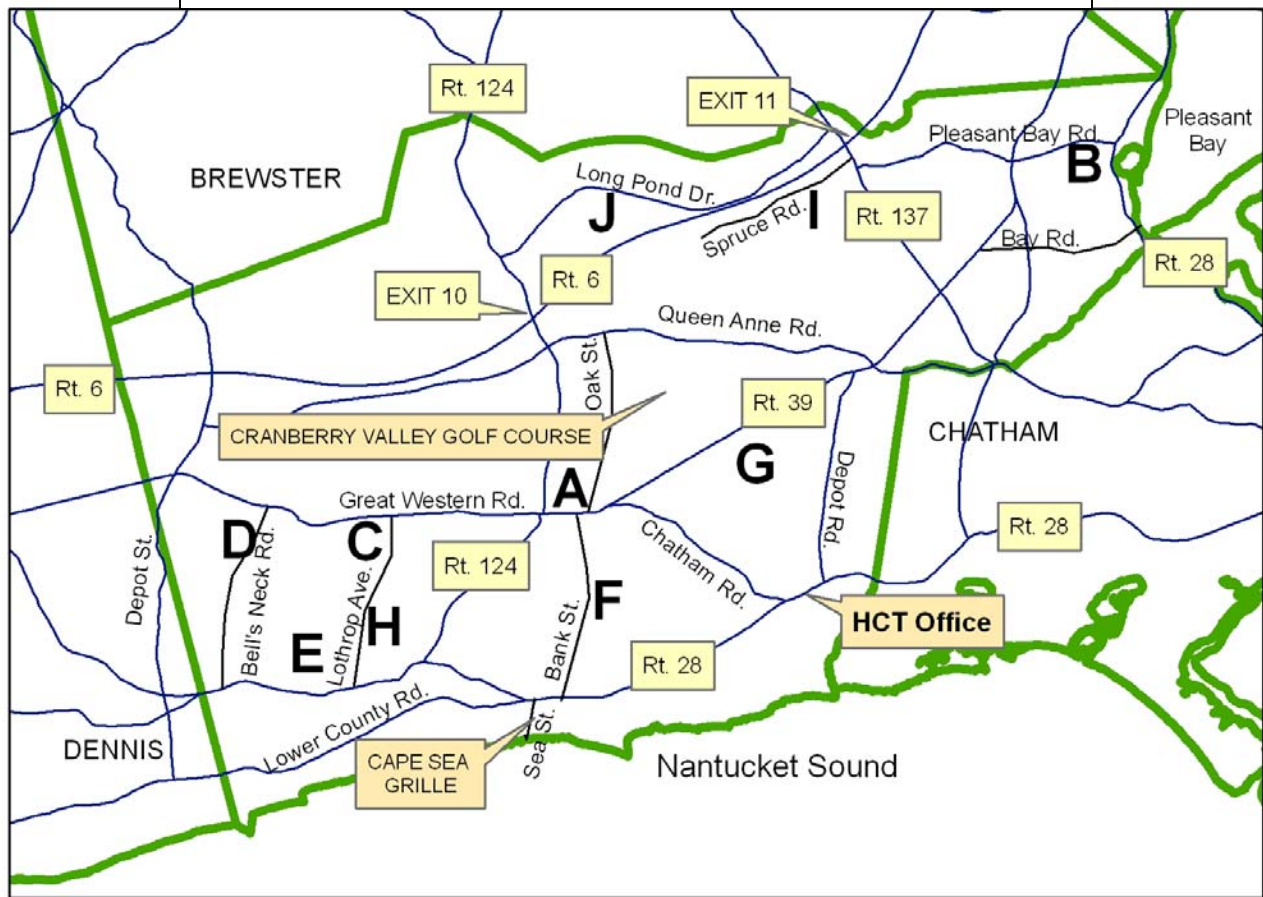 Rt. 124
EXIT 11
Pleasant Bay Rd.
Pleasant
Bay
BREWSTER
Long Pond Dr.
B
J
Spruce Rd.
I
Rt. 137
Bay Rd.
Rt. 28
EXIT 10
Rt. 6
Queen Anne Rd.
Oak St.
Rt. 6
Rt. 39
CRANBERRY VALLEY GOLF COURSE
CHATHAM
G
A
Great Western Rd.
Depot Rd.
Rt. 28
D
C
Depot St.
Bell's Neck Rd.
Lothrop Ave.
Rt. 124
Chatham Rd.
F
H
E
Bank St.
HCT Office
Rt. 28
Lower County Rd.
DENNIS
Sea St.
CAPE SEA
GRILLE
Nantucket Sound